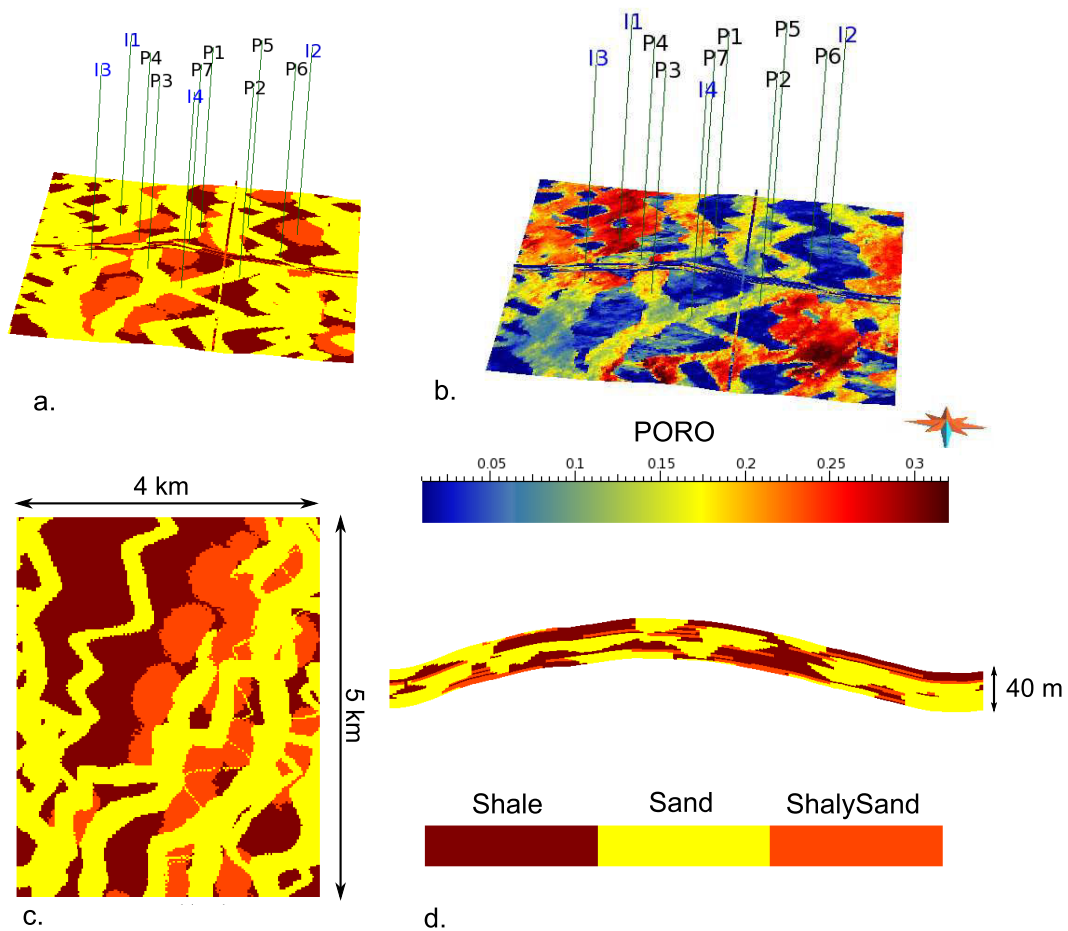 I1
P4
P5
I2
I3
P3
P7
P1
P6
I4
P2
a.
I1
P4
P1
P5
I2
I3
P3
P7
P6
I4
P2
b.
PORO
0.05 0.1 0.15 0.2 0.25 0.3
4 km
5 km
c.
40 m
Shale Sand ShalySand
d.